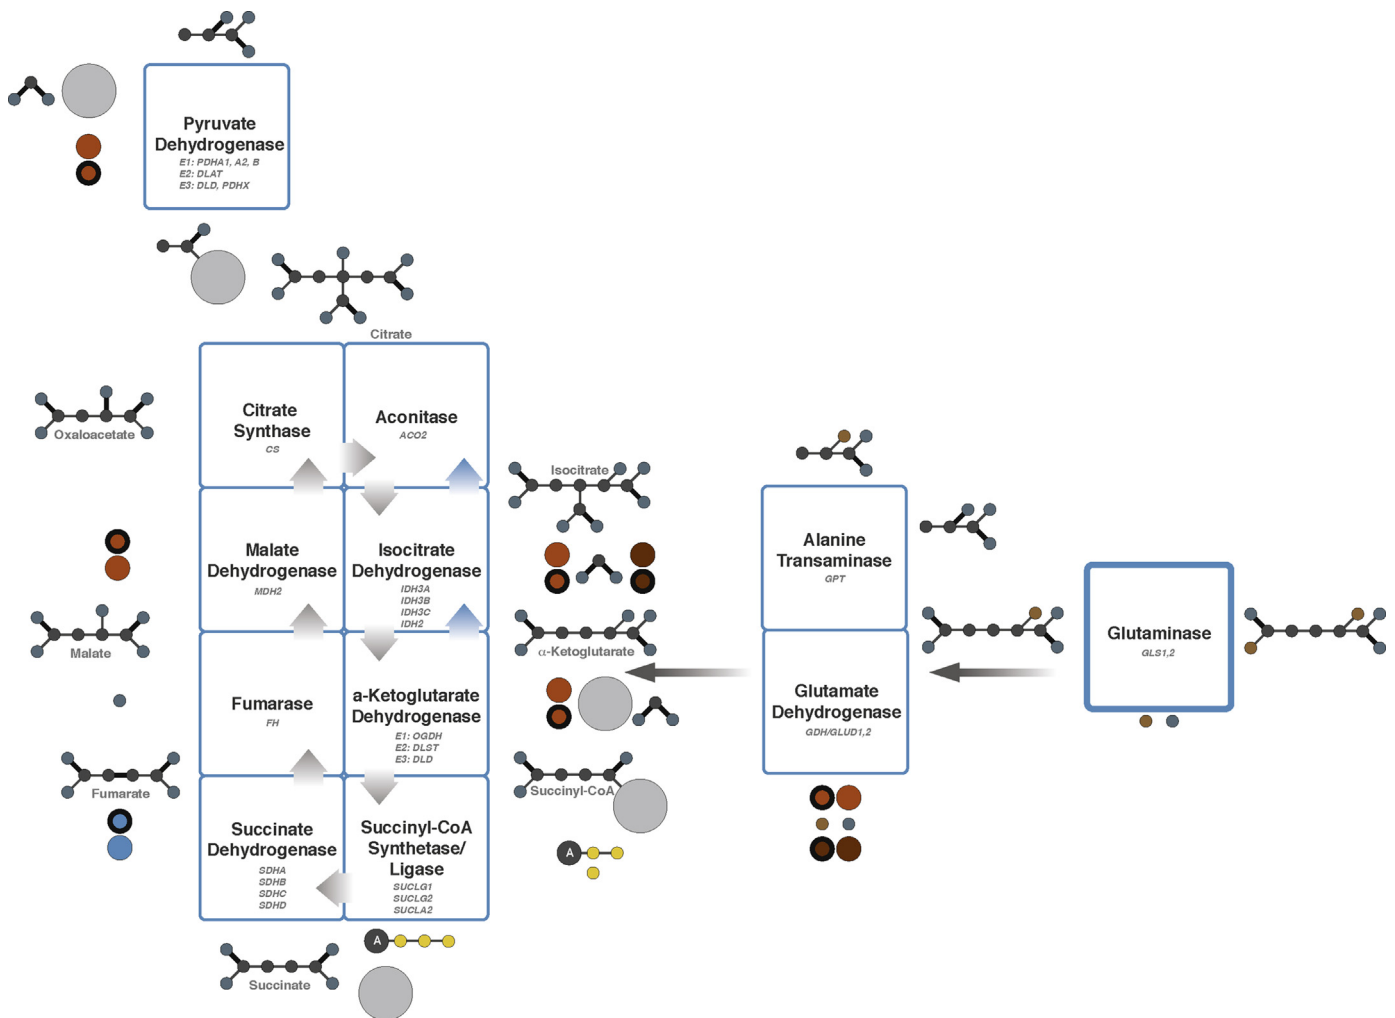 Pyruvate
Dehydrogenase
E1: PDHA1, A2, B
E2: DLAT
E3: DLD, PDHX
Citrate
Citrate
Synthase
CS
Aconitase
ACO2
Oxaloacetate
Isocitrate
Malate
Dehydrogenase
MDH2
Isocitrate
Dehydrogenase
IDH3A
IDH3B
IDH3C
IDH2
Malate
α-Ketoglutarate
Fumarase
FH
a-Ketoglutarate
Dehydrogenase
E1: OGDH
E2: DLST
E3: DLD
Fumarate
Succinyl-CoA
Succinate
Dehydrogenase
SDHA
SDHB
SDHC
SDHD
Succinyl-CoA
Synthetase/
Ligase
SUCLG1
SUCLG2
SUCLA2
A
A
Succinate
Alanine
Transaminase
GPT
Glutamate
Dehydrogenase
GDH/GLUD1,2
Glutaminase
GLS1,2